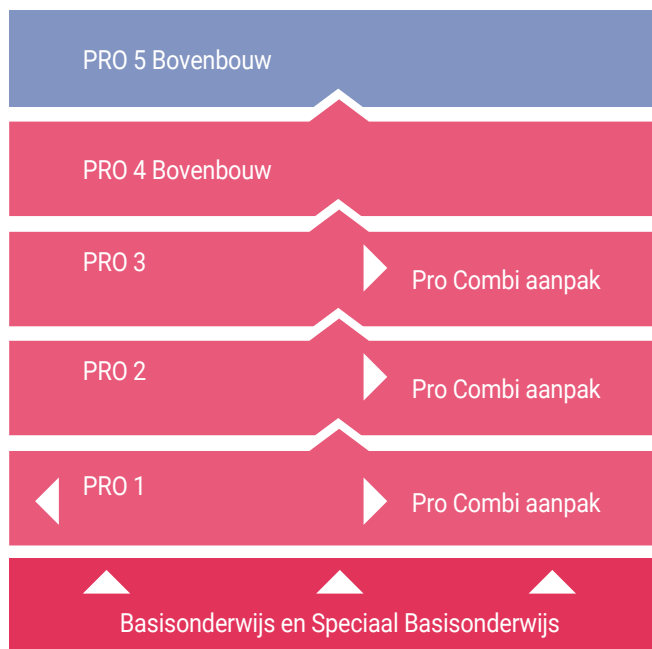 PRO 5 Bovenbouw
PRO 4 Bovenbouw
PRO 3
Pro Combi aanpak
PRO 2
Pro Combi aanpak
PRO 1
Pro Combi aanpak
Basisonderwijs en Speciaal Basisonderwijs